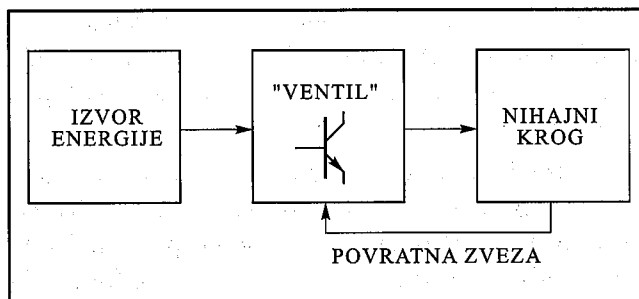 IZVOR
ENERGIJE
"VENTIL"
NIHAJNI
KROG
POVRATNA ZVEZA